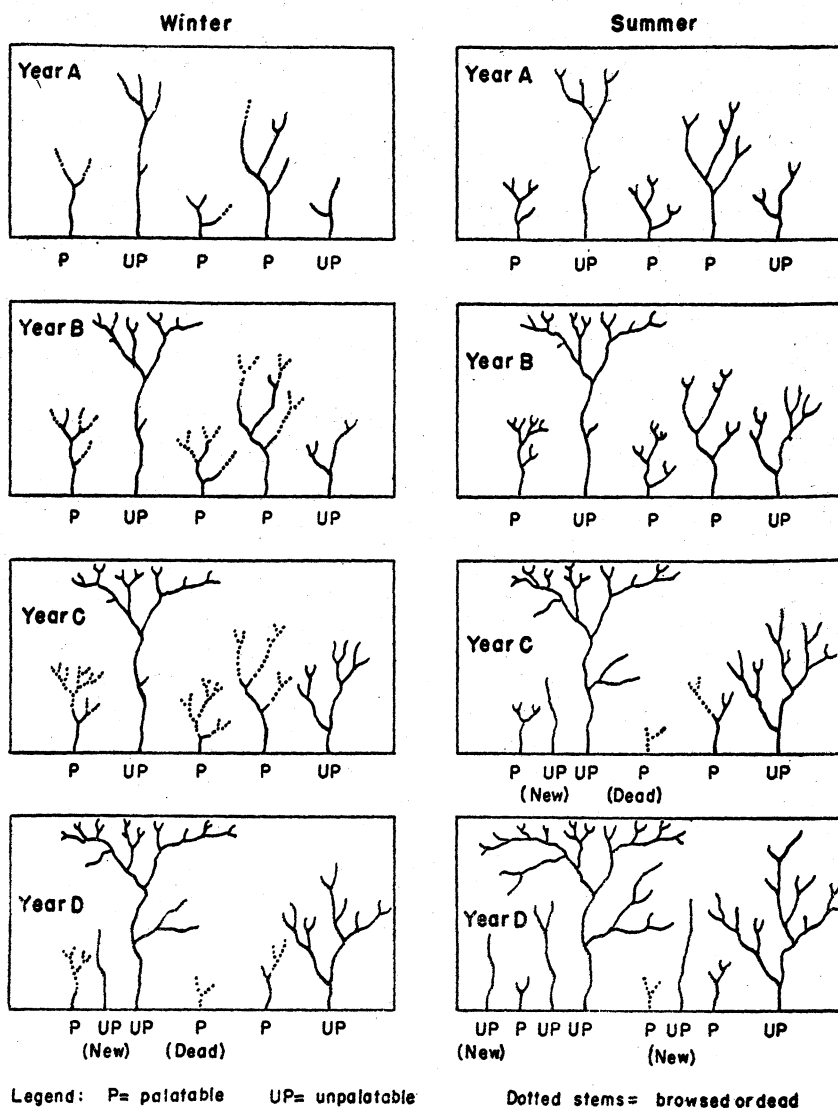 Winter
Summer
Year A
P UP P P UP
Year A
P UP P P UP
Year B
P UP P P UP
Year B
P UP P P UP
Year C
P UP P P UP
Year C
P UP UP P P UP
(New) (Dead)
Year D
P UP UP P P UP
(New) (Dead)
Year D
UP P UP UP P UP P UP
(New) (New)
Legend: P= palatable UP= unpalatable Dotted stems= browsed or dead